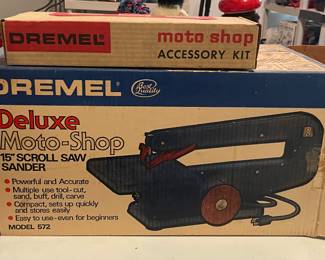 DREMEL
moto shop
ACCESSORY KIT
DREMEL
Best Quality
Deluxe
Moto-Shop
15" SCROLL SAW
SANDER
• Powerful and Accurate
• Multiple use tool-cut,
sand, buff, drill, carve
• Compact, sets up quickly
and stores easily
• Easy to use-even for beginners
MODEL 572